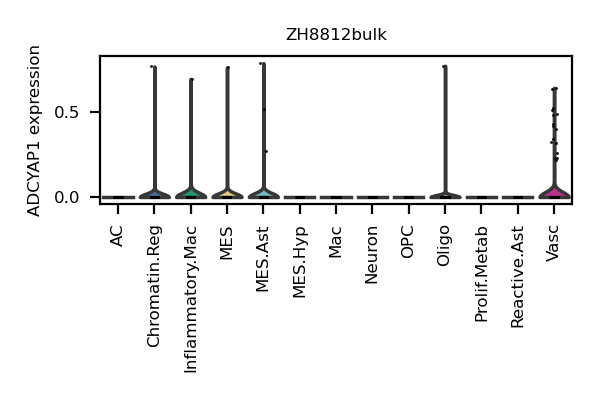 ZH8812bulk
ADCYAP1 expression
0.5
0.0
AC
Chromatin.Reg
Inflammatory.Mac
MES
MES.Ast
MES.Hyp
Mac
Neuron
OPC
Oligo
Prolif.Metab
Reactive.Ast
Vasc